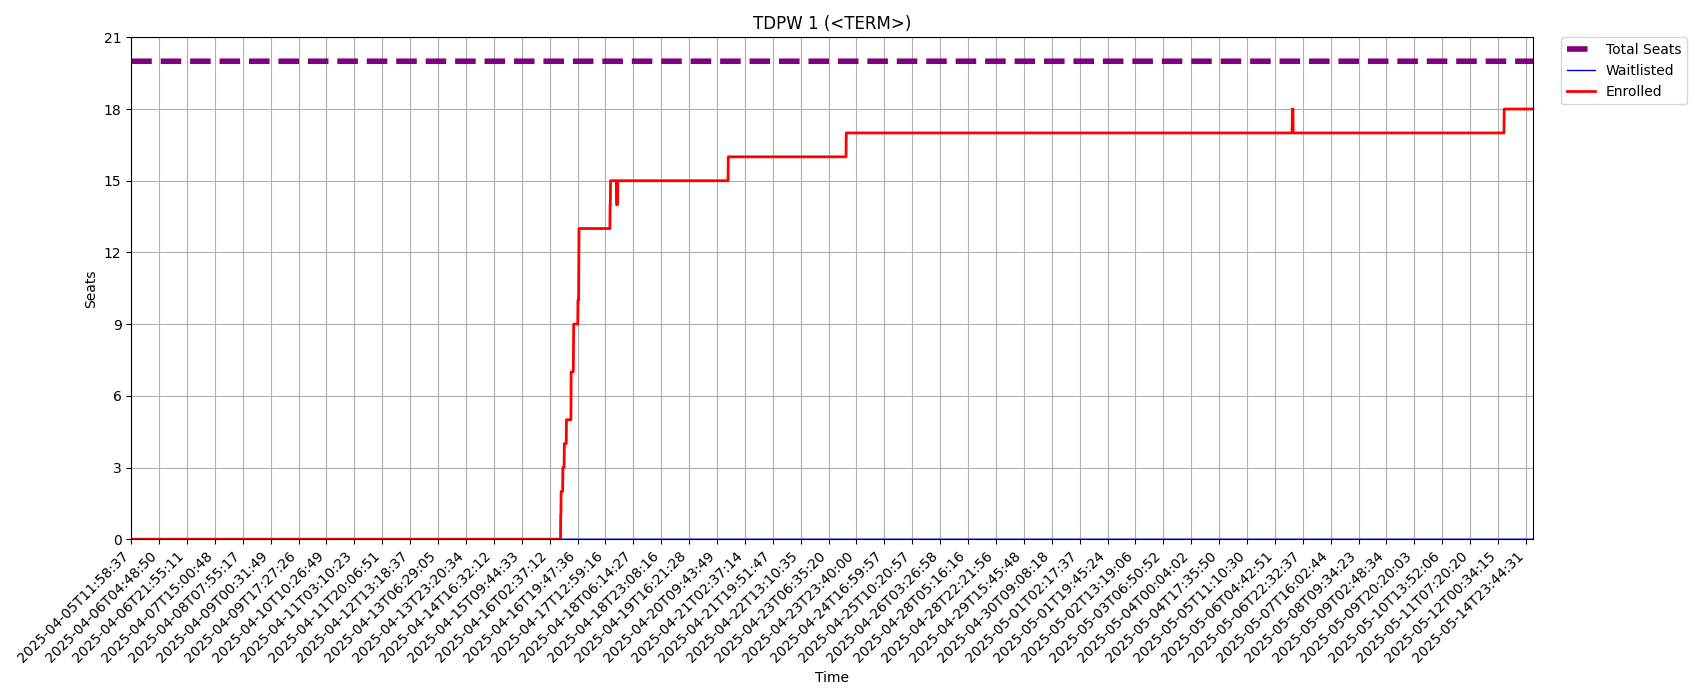 TDPW 1 (<TERM>)
Total Seats
Waitlisted
Enrolled
21
18
15
12
9
6
3
0
Seats
2025-04-05T11:58:37
2025-04-06T04:48:50
2025-04-06T21:55:11
2025-04-07T15:00:48
2025-04-08T07:55:17
2025-04-09T00:31:49
2025-04-09T17:27:26
2025-04-10T10:26:49
2025-04-11T03:10:23
2025-04-11T20:06:51
2025-04-12T13:18:37
2025-04-13T06:29:05
2025-04-13T23:20:34
2025-04-14T16:32:12
2025-04-15T09:44:33
2025-04-16T02:37:12
2025-04-16T19:47:36
2025-04-17T12:59:16
2025-04-18T06:14:27
2025-04-18T23:08:16
2025-04-19T16:21:28
2025-04-20T09:43:49
2025-04-21T02:37:14
2025-04-21T19:51:47
2025-04-22T13:10:35
2025-04-23T06:35:20
2025-04-23T23:40:00
2025-04-24T16:59:57
2025-04-25T10:20:57
2025-04-26T03:26:58
2025-04-28T05:16:16
2025-04-28T22:21:56
2025-04-29T15:45:48
2025-04-30T09:08:18
2025-05-01T02:17:37
2025-05-01T19:45:24
2025-05-02T13:19:06
2025-05-03T06:50:52
2025-05-04T00:04:02
2025-05-04T17:35:50
2025-05-05T11:10:30
2025-05-06T04:42:51
2025-05-06T22:32:37
2025-05-07T16:02:44
2025-05-08T09:34:23
2025-05-09T02:48:34
2025-05-09T20:20:03
2025-05-10T13:52:06
2025-05-11T07:20:20
2025-05-12T00:34:15
2025-05-14T23:44:31
Time